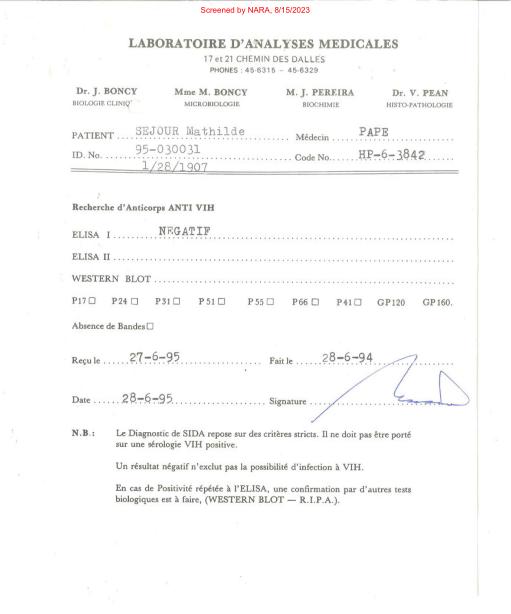 Screened by NARA, 8/15/2023
LABORATOIRE D'ANALYSES MEDICALES
17 et 21 CHEMIN DES DALLES
PHONES : 45-6315 – 45-6329
Dr. J. BONCY Mme M. BONCY M. J. PEREIRA Dr. V. PEAN
BIOLOGIE CLINIQ' MICROBIOLOGIE BIOCHIMIE HISTO-PATHOLOGIE
PATIENT ... SEJOUR Mathilde ... Médecin ... PAPE
ID. No. ... 95-030031 ... Code No... HP-6-3842
1/28/1907
Recherche d'Anticorps ANTI VIH
ELISA I ... NEGATIF
ELISA II ...
WESTERN BLOT ...
P17 □ P24 □ P31 □ P51 □ P55 □ P66 □ P41 □ GP120 GP160.
Absence de Bandes □
Reçu le ... 27-6-95 ... Fait le ... 28-6-94
Date ... 28-6-95 ... Signature ...
N.B. : Le Diagnostic de SIDA repose sur des critères stricts. Il ne doit pas être porté
sur une sérologie VIH positive.
Un résultat négatif n'exclut pas la possibilité d'infection à VIH.
En cas de Positivité répétée à l'ELISA, une confirmation par d'autres tests
biologiques est à faire, (WESTERN BLOT — R.I.P.A.).